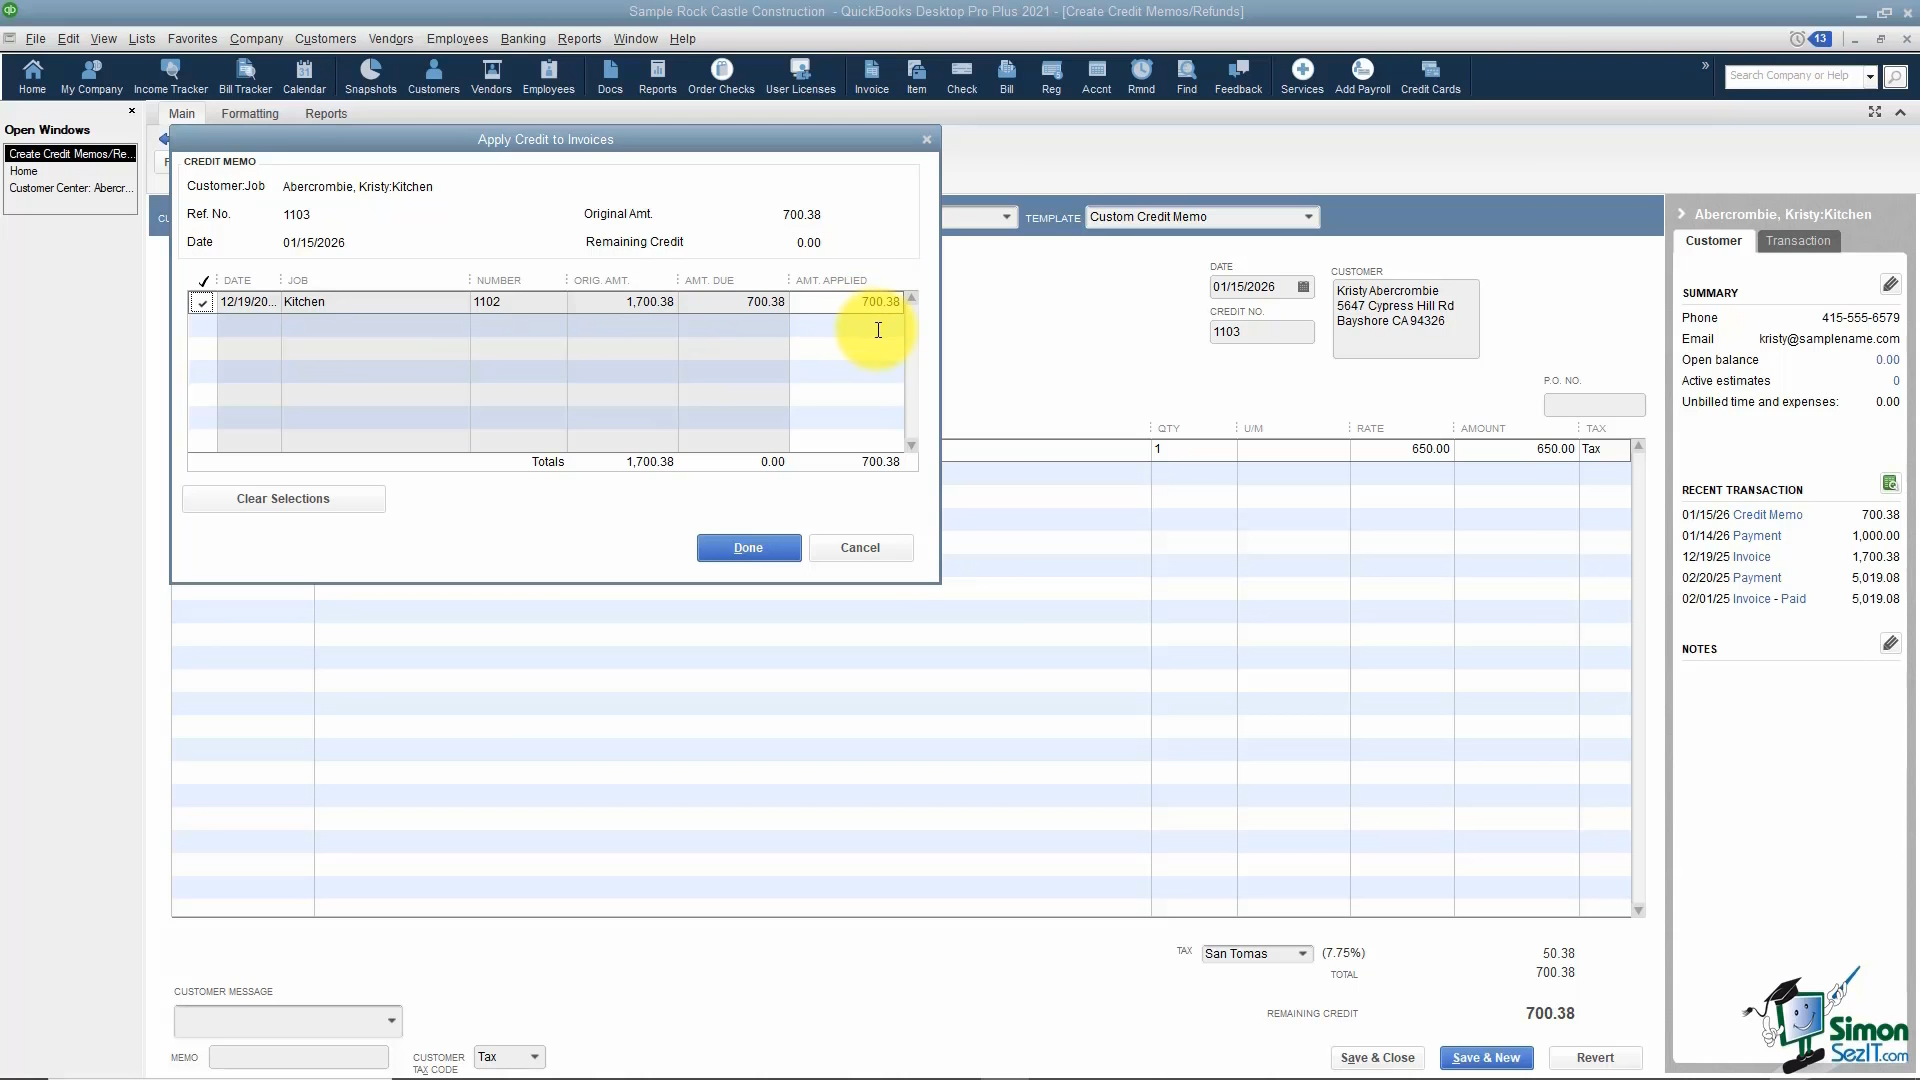 Sample Rock Castle Construction - QuickBooks Desktop Pro Plus 2021 - [Create Credit Memos/Refunds]
File Edit View Lists Favorites Company Customers Vendors Employees Banking Reports Window Help
13
Home My Company Income Tracker Bill Tracker Calendar Snapshots Customers Vendors Employees Docs Reports Order Checks User Licenses Invoice Item Check Bill Reg Accnt Rmnd Find Feedback Services Add Payroll Credit Cards
Search Company or Help
Open Windows
Create Credit Memos/Re...
Home
Customer Center: Abercr...
Main Formatting Reports
Apply Credit to Invoices
CREDIT MEMO
Customer:Job Abercrombie, Kristy:Kitchen
Ref. No. 1103 Original Amt. 700.38
Date 01/15/2026 Remaining Credit 0.00
DATE JOB NUMBER ORIG. AMT. AMT. DUE AMT. APPLIED
12/19/20... Kitchen 1102 1,700.38 700.38 700.38
Totals 1,700.38 0.00 700.38
Clear Selections
Done Cancel
TEMPLATE Custom Credit Memo
DATE
01/15/2026
CREDIT NO.
1103
CUSTOMER
Kristy Abercrombie
5647 Cypress Hill Rd
Bayshore CA 94326
P.O. NO.
QTY U/M RATE AMOUNT TAX
1 650.00 650.00 Tax
TAX San Tomas (7.75%) 50.38
TOTAL 700.38
REMAINING CREDIT 700.38
CUSTOMER MESSAGE
MEMO
CUSTOMER TAX CODE Tax
Save & Close Save & New Revert
Abercrombie, Kristy:Kitchen
Customer Transaction
SUMMARY
Phone 415-555-6579
Email kristy@samplename.com
Open balance 0.00
Active estimates 0
Unbilled time and expenses: 0.00
RECENT TRANSACTION
01/15/26 Credit Memo 700.38
01/14/26 Payment 1,000.00
12/19/25 Invoice 1,700.38
02/20/25 Payment 5,019.08
02/01/25 Invoice - Paid 5,019.08
NOTES
Simon
SezIT.com